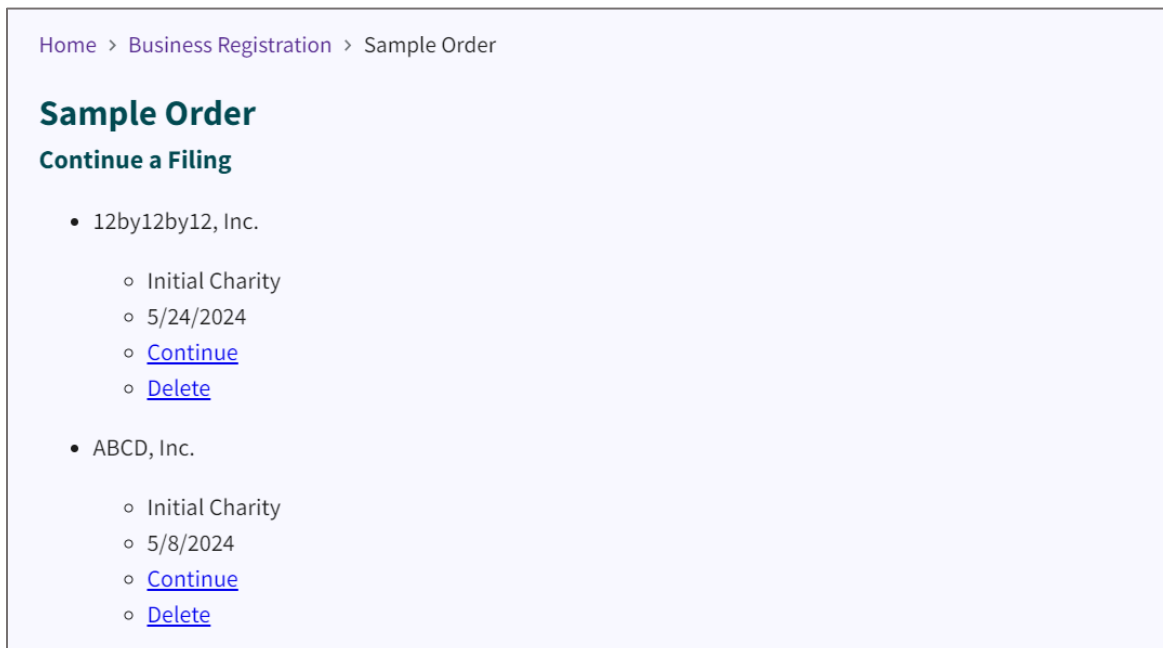 Home > Business Registration > Sample Order
Sample Order
Continue a Filing
12by12by12, Inc.
Initial Charity
5/24/2024
Continue
Delete
ABCD, Inc.
Initial Charity
5/8/2024
Continue
Delete